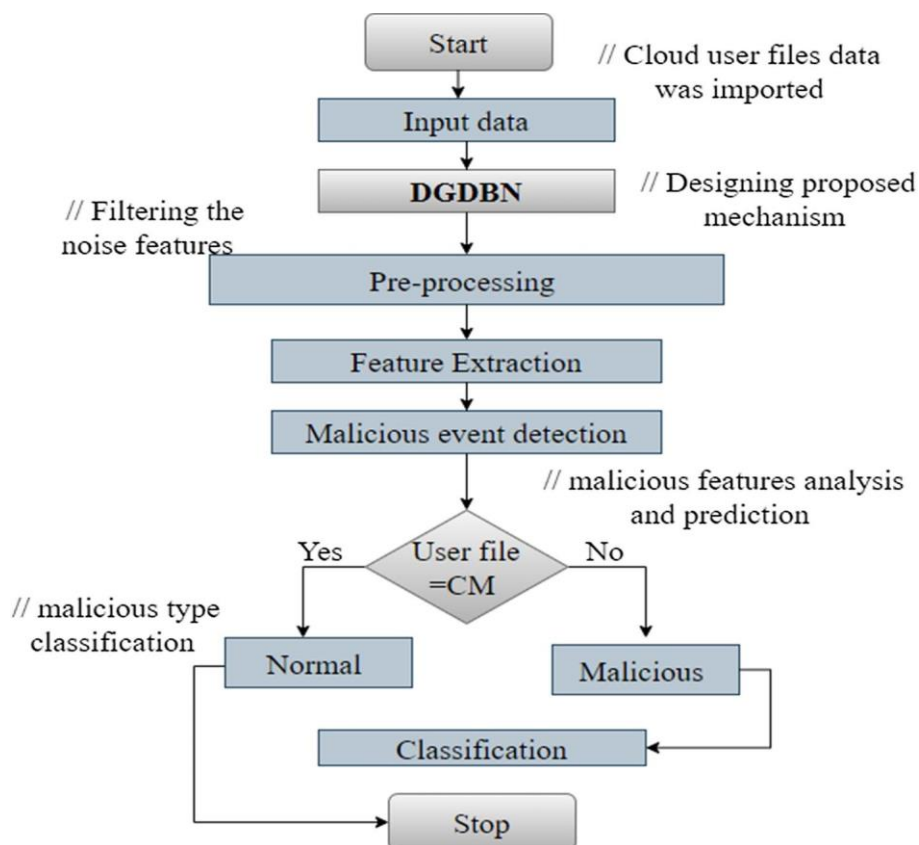 Start
// Cloud user files data
was imported
Input data
DGDBN
// Designing proposed
mechanism
// Filtering the
noise features
Pre-processing
Feature Extraction
Malicious event detection
// malicious features analysis
and prediction
User file
=CM
Yes
No
// malicious type
classification
Normal
Malicious
Classification
Stop